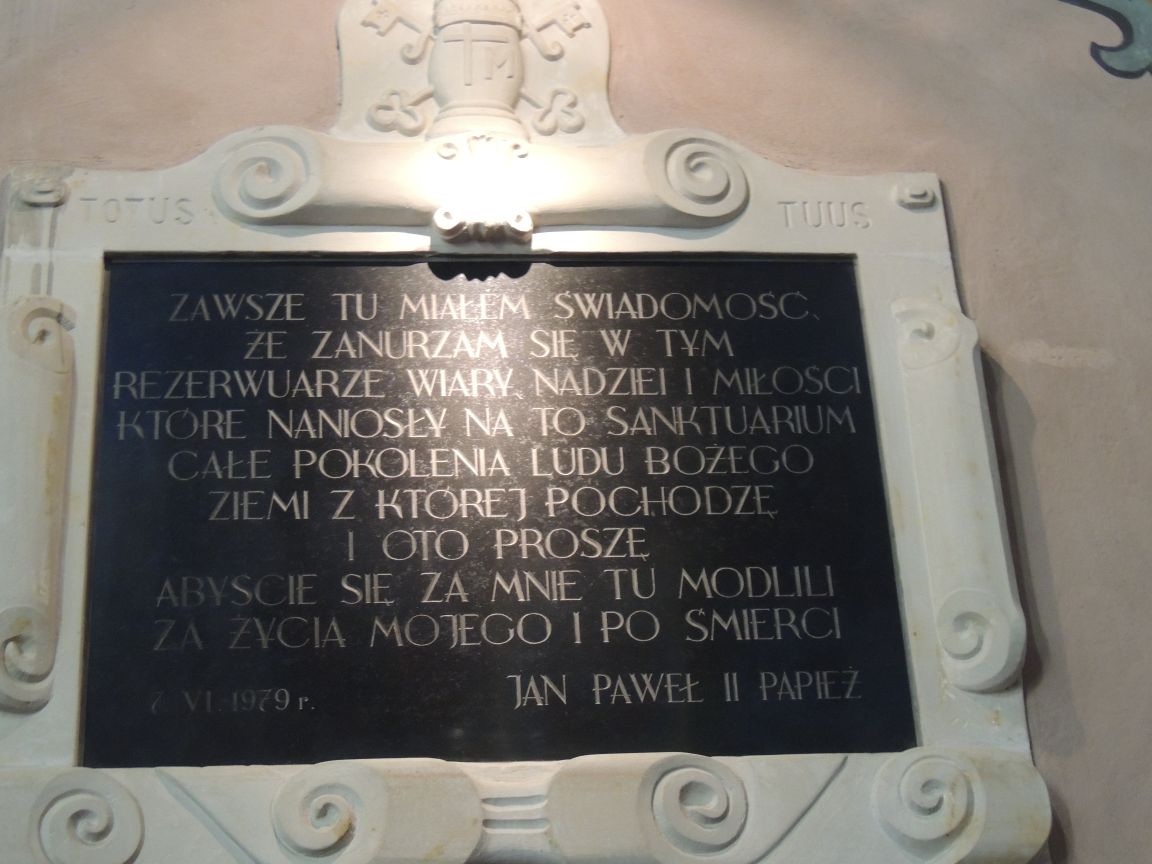 TM
TOTUS TUUS
ZAWSZE TU MIAŁEM ŚWIADOMOŚĆ,
ŻE ZANURZAM SIĘ W TYM
REZERWUARZE WIARY, NADZIEI I MIŁOŚCI
KTÓRE NANIOSŁY NA TO SANKTUARIUM
CAŁE POKOLENIA LUDU BOŻEGO
ZIEMI Z KTÓREJ POCHODZĘ
I OTO PROSZĘ
ABYŚCIE SIĘ ZA MNIE TU MODLILI
ZA ŻYCIA MOJEGO I PO ŚMIERCI
7 VI. 1979 r. JAN PAWEŁ II PAPIEŻ